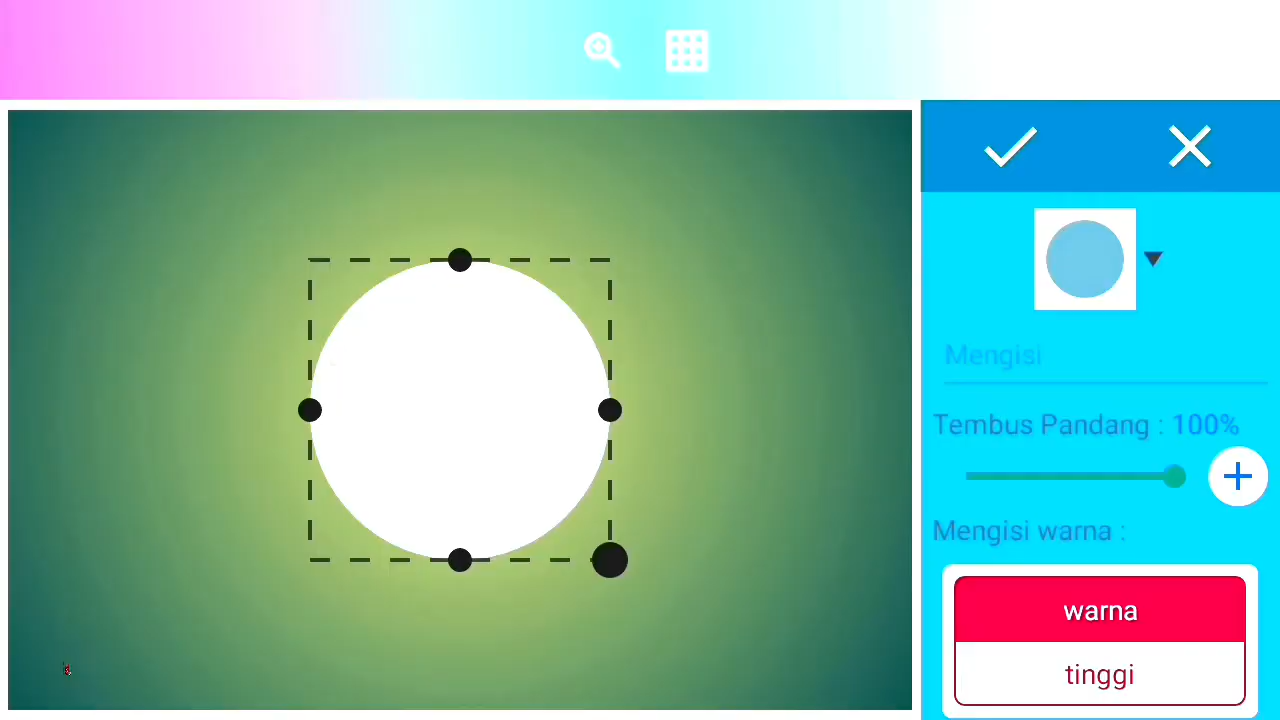 Mengisi
Tembus Pandang : 100%
Mengisi warna :
warna
tinggi